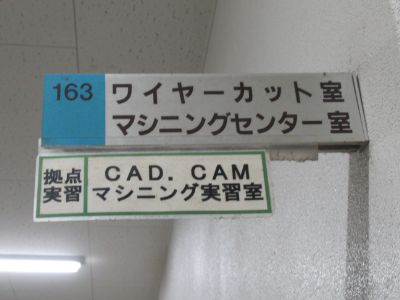 163 ワイヤーカット室
マシニングセンター室
拠点実習
CAD. CAM
マシニング実習室